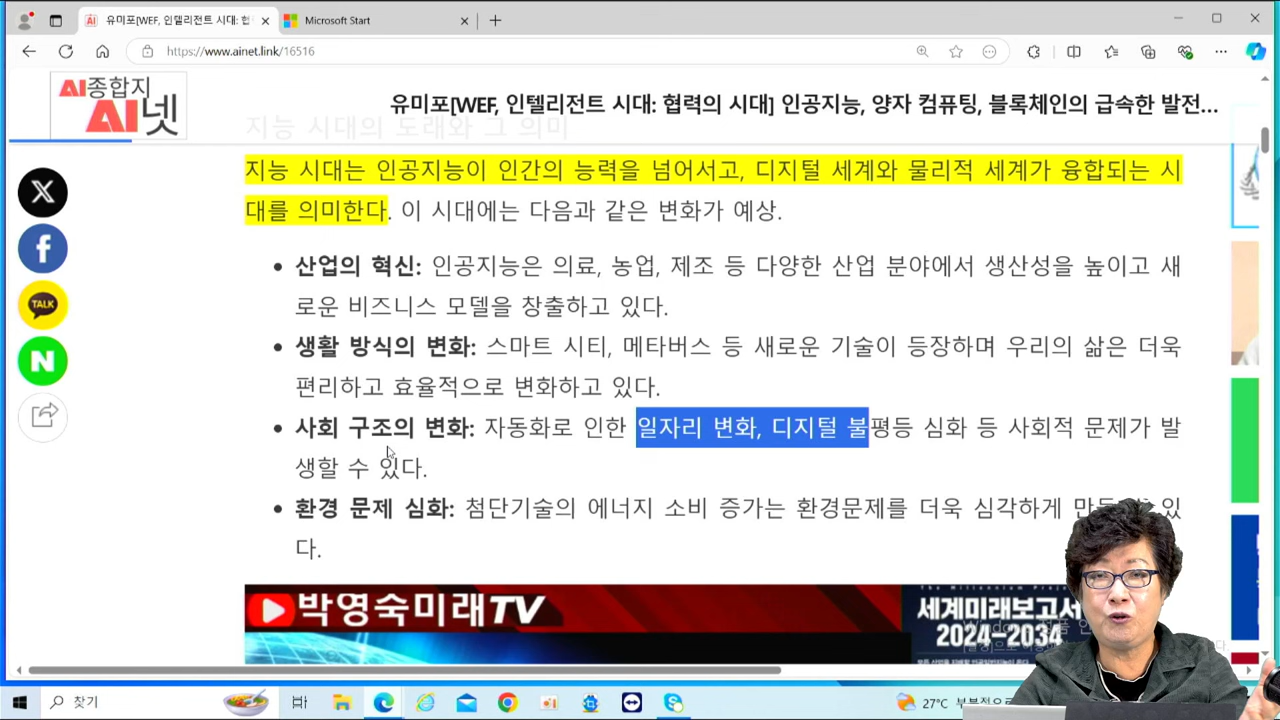 유미포[WEF, 인텔리전트 시대: 협
Microsoft Start
https://www.ainet.link/16516
AI종합지
AI넷
유미포[WEF, 인텔리전트 시대: 협력의 시대] 인공지능, 양자 컴퓨팅, 블록체인의 급속한 발전...
지능 시대의 도래와 그 의미
지능 시대는 인공지능이 인간의 능력을 넘어서고, 디지털 세계와 물리적 세계가 융합되는 시
대를 의미한다. 이 시대에는 다음과 같은 변화가 예상.
• 산업의 혁신: 인공지능은 의료, 농업, 제조 등 다양한 산업 분야에서 생산성을 높이고 새
로운 비즈니스 모델을 창출하고 있다.
• 생활 방식의 변화: 스마트 시티, 메타버스 등 새로운 기술이 등장하며 우리의 삶은 더욱
편리하고 효율적으로 변화하고 있다.
• 사회 구조의 변화: 자동화로 인한 일자리 변화, 디지털 불평등 심화 등 사회적 문제가 발
생할 수 있다.
• 환경 문제 심화: 첨단기술의 에너지 소비 증가는 환경문제를 더욱 심각하게 있
다.
TALK
N
박영숙미래TV
The Millennium
세계미래보고서
2024-2034
찾기
27°C